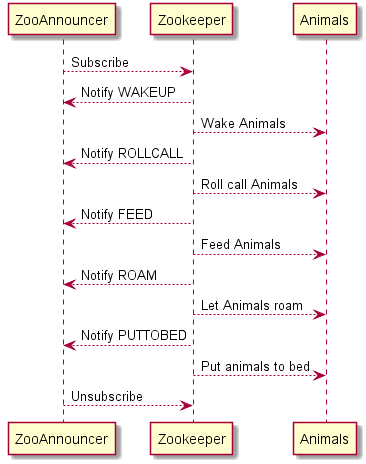 ZooAnnouncer Zookeeper Animals
Subscribe
Notify WAKEUP
Wake Animals
Notify ROLLCALL
Roll call Animals
Notify FEED
Feed Animals
Notify ROAM
Let Animals roam
Notify PUTTOBED
Put animals to bed
Unsubscribe
ZooAnnouncer Zookeeper Animals